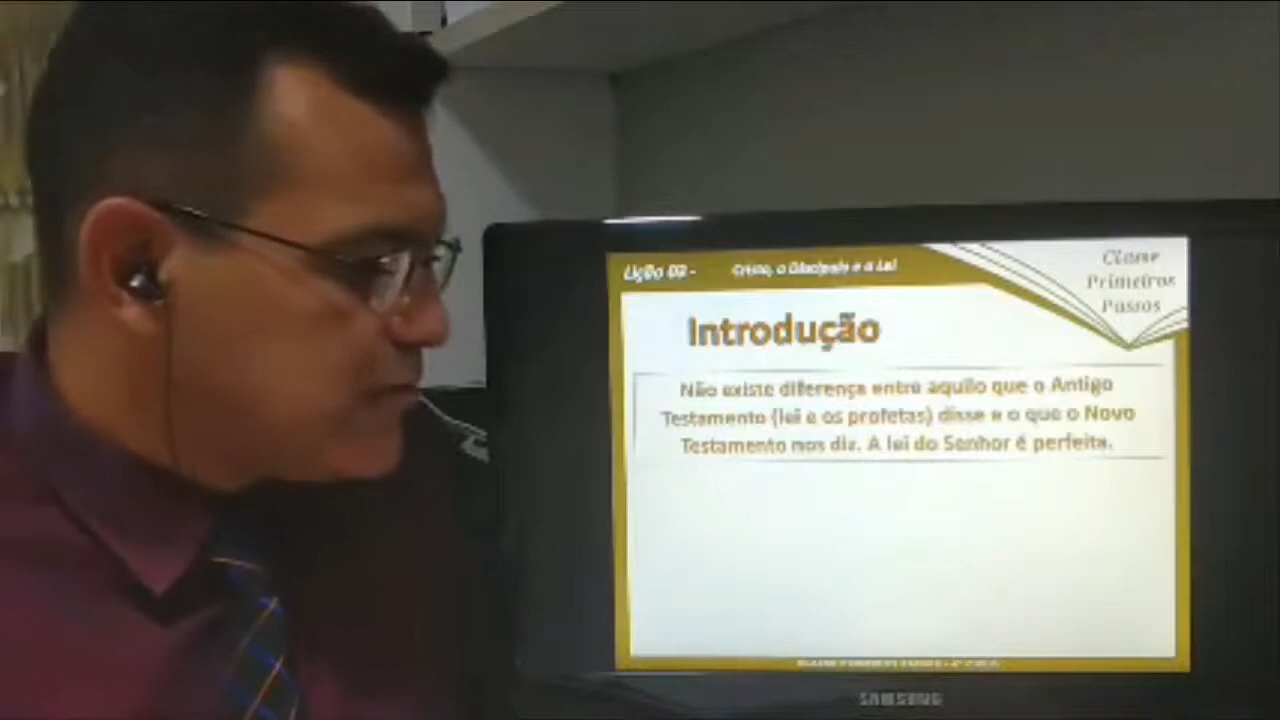 Lição 03 - Cristo, o Discípulo e a Lei
Classe
Primeiros
Passos
Introdução
Não existe diferença entre aquilo que o Antigo
Testamento (lei e os profetas) disse e o que o Novo
Testamento nos diz. A lei do Senhor é perfeita.
SAMSUNG